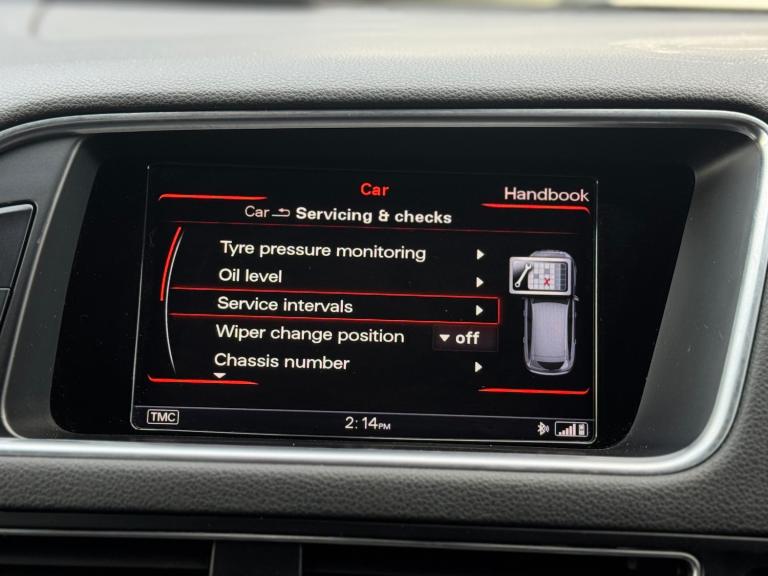 Car
Handbook
Car Servicing & checks
Tyre pressure monitoring
Oil level
Service intervals
Wiper change position off
Chassis number
TMC 2:14PM